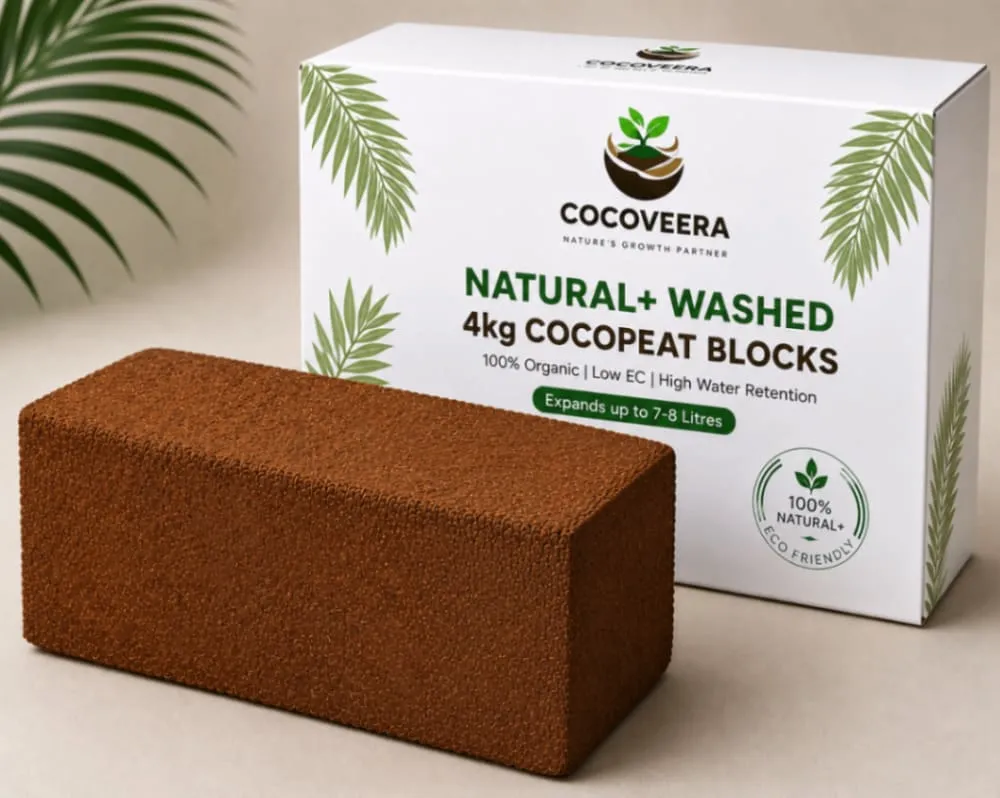 COCOVEERA
COCOVEERA
NATURE'S GROWTH PARTNER
NATURAL+ WASHED
4kg COCOPEAT BLOCKS
100% Organic | Low EC | High Water Retention
Expands up to 7-8 Litres
100%
NATURAL+
ECO FRIENDLY